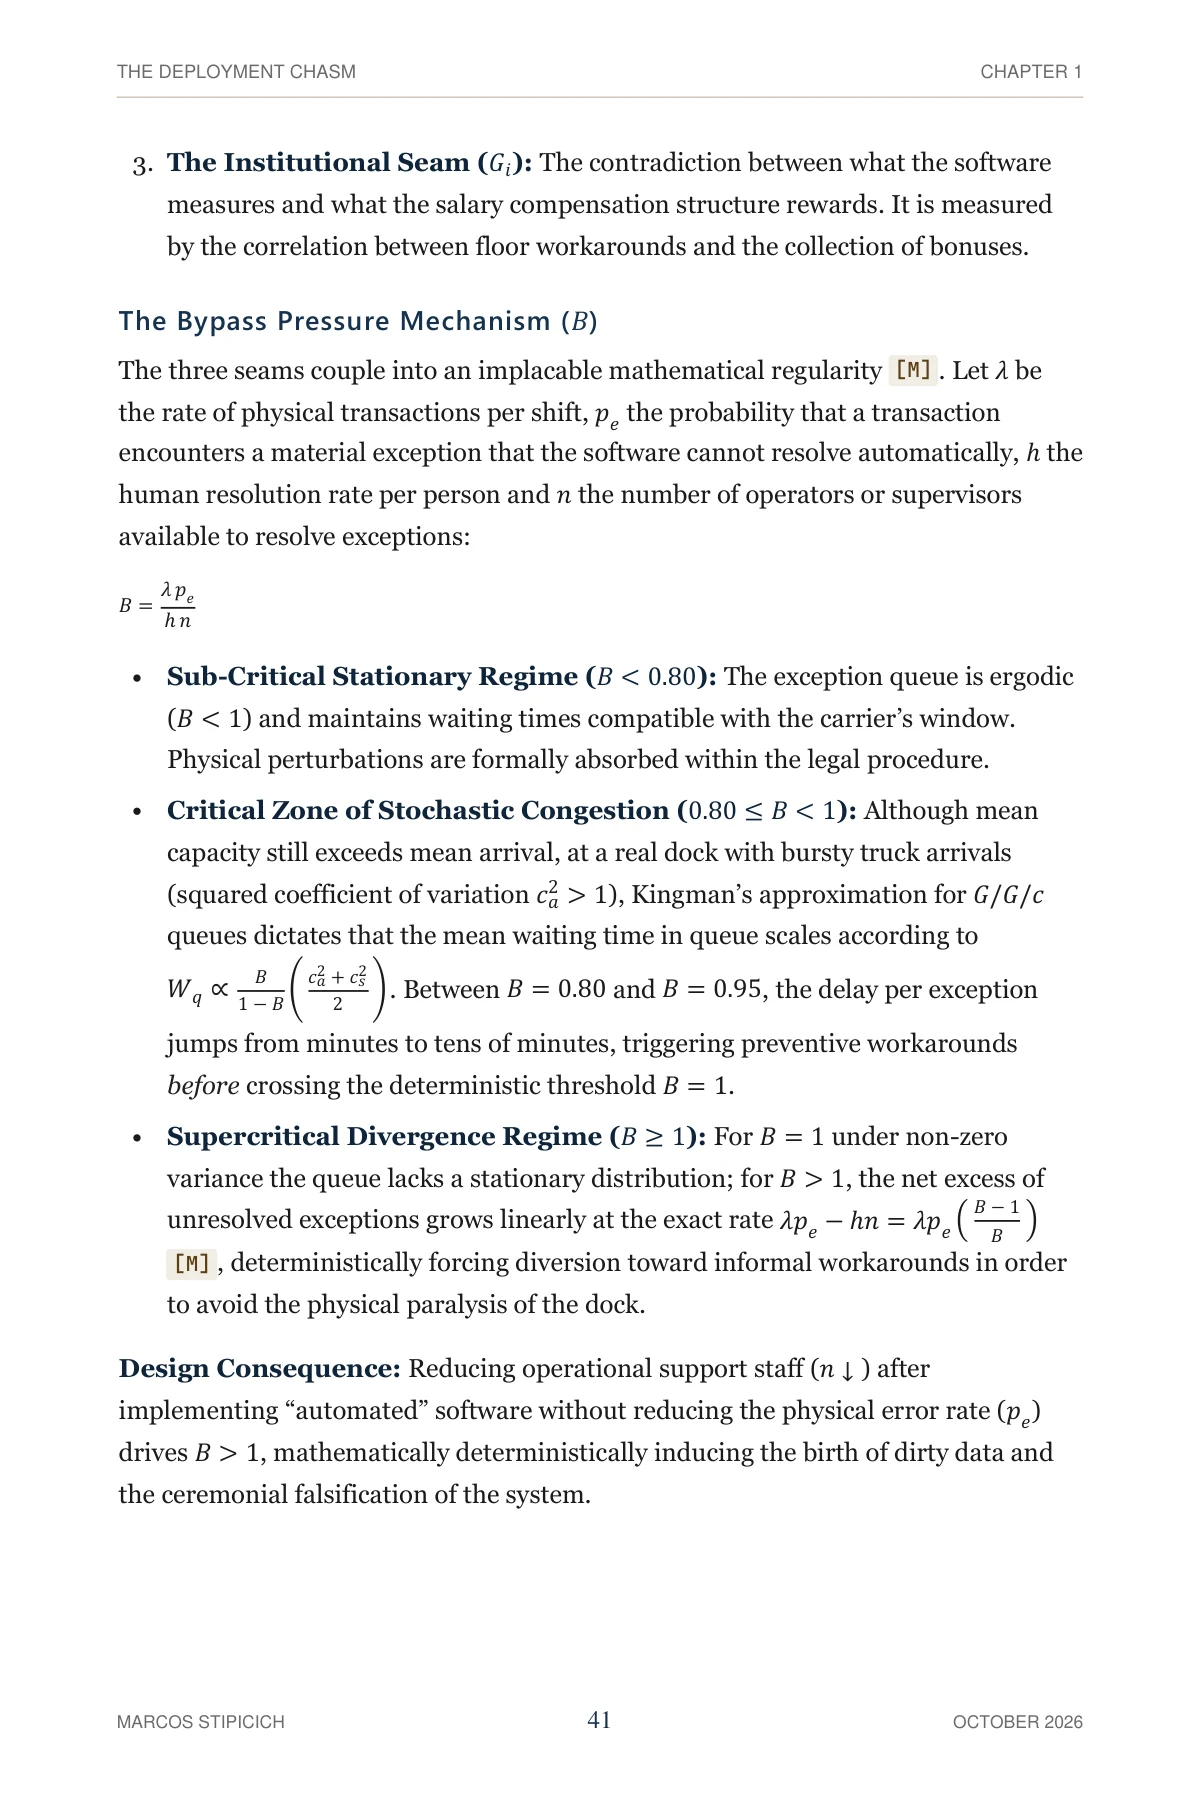 THE DEPLOYMENT CHASM CHAPTER 1
3. The Institutional Seam (Gᵢ): The contradiction between what the software
measures and what the salary compensation structure rewards. It is measured
by the correlation between floor workarounds and the collection of bonuses.
The Bypass Pressure Mechanism (B)
The three seams couple into an implacable mathematical regularity [M] . Let λ be
the rate of physical transactions per shift, pₑ the probability that a transaction
encounters a material exception that the software cannot resolve automatically, h the
human resolution rate per person and n the number of operators or supervisors
available to resolve exceptions:
B = λ pₑ / h n
• Sub-Critical Stationary Regime (B < 0.80): The exception queue is ergodic
(B < 1) and maintains waiting times compatible with the carrier’s window.
Physical perturbations are formally absorbed within the legal procedure.
• Critical Zone of Stochastic Congestion (0.80 ≤ B < 1): Although mean
capacity still exceeds mean arrival, at a real dock with bursty truck arrivals
(squared coefficient of variation cₐ² > 1), Kingman’s approximation for G/G/c
queues dictates that the mean waiting time in queue scales according to
W_q ∝ B / (1 − B) ( (cₐ² + cₛ²) / 2 ). Between B = 0.80 and B = 0.95, the delay per exception
jumps from minutes to tens of minutes, triggering preventive workarounds
before crossing the deterministic threshold B = 1.
• Supercritical Divergence Regime (B ≥ 1): For B = 1 under non-zero
variance the queue lacks a stationary distribution; for B > 1, the net excess of
unresolved exceptions grows linearly at the exact rate λpₑ − hn = λpₑ ( (B − 1) / B )
[M] , deterministically forcing diversion toward informal workarounds in order
to avoid the physical paralysis of the dock.
Design Consequence: Reducing operational support staff (n ↓ ) after
implementing “automated” software without reducing the physical error rate (pₑ)
drives B > 1, mathematically deterministically inducing the birth of dirty data and
the ceremonial falsification of the system.
MARCOS STIPICICH 41 OCTOBER 2026